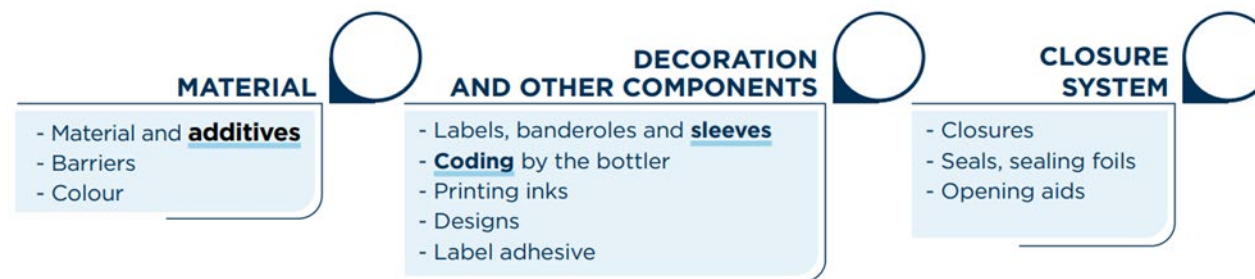 MATERIAL
- Material and additives
- Barriers
- Colour
DECORATION
AND OTHER COMPONENTS
- Labels, banderoles and sleeves
- Coding by the bottler
- Printing inks
- Designs
- Label adhesive
CLOSURE
SYSTEM
- Closures
- Seals, sealing foils
- Opening aids